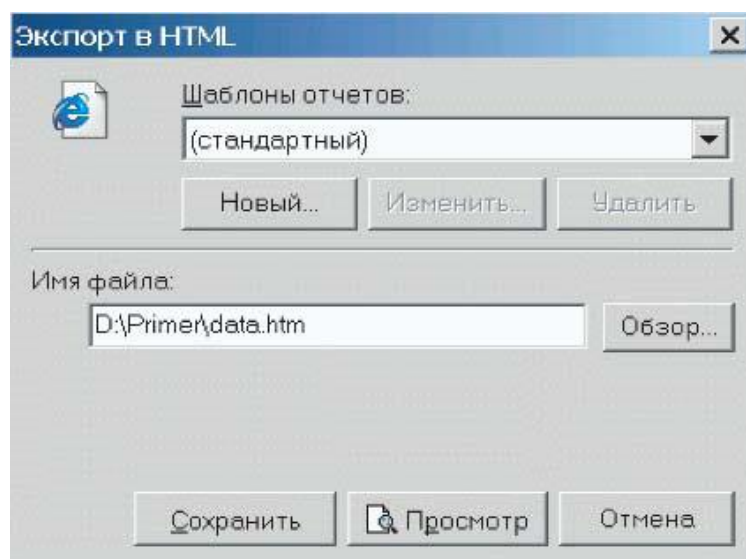 Экспорт в HTML
Шаблоны отчетов:
(стандартный)
Новый... Изменить... Удалить
Имя файла:
D:\Primer\data.htm Обзор...
Сохранить Просмотр Отмена